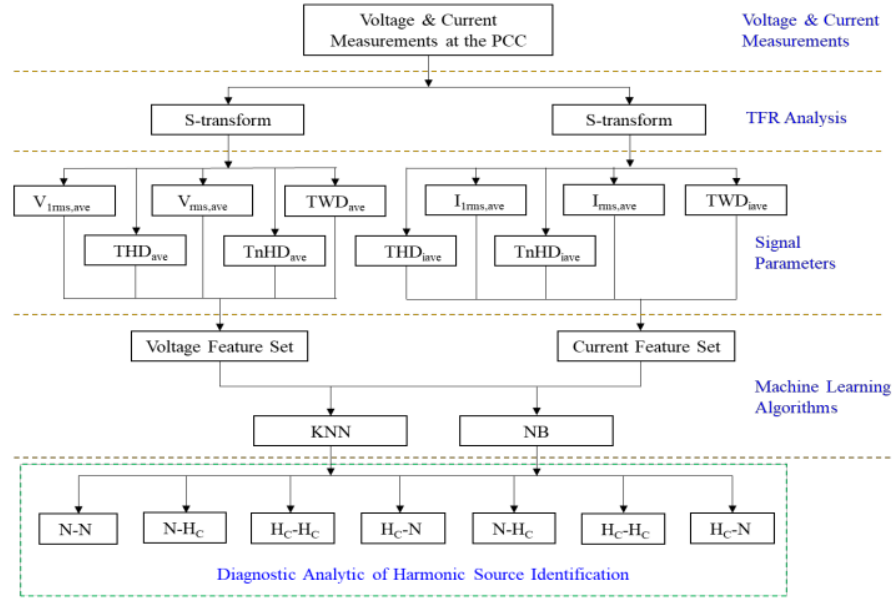 Voltage & Current
Measurements at the PCC
Voltage & Current
Measurements
S-transform
S-transform
TFR Analysis
V1rms,ave
Vrms,ave
TWDave
I1rms,ave
Irms,ave
TWDiave
THDave
TnHDave
THDiave
TnHDiave
Signal
Parameters
Voltage Feature Set
Current Feature Set
Machine Learning
Algorithms
KNN
NB
N-N
N-HC
HC-HC
HC-N
N-HC
HC-HC
HC-N
Diagnostic Analytic of Harmonic Source Identification